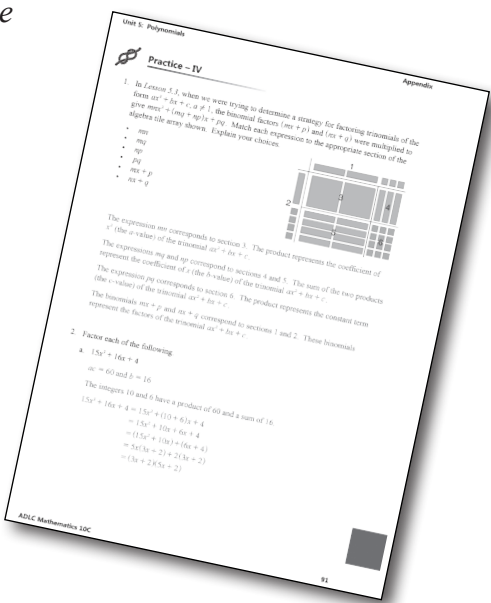 e
Unit 5: Polynomials
Appendix
Practice – IV
1. In Lesson 5.3, when we were trying to determine a strategy for factoring trinomials of the
form ax² + bx + c, a ≠ 1, the binomial factors (mx + p) and (nx + q) were multiplied to
give mnx² + (mq + np)x + pq. Match each expression to the appropriate section of the
algebra tile array shown. Explain your choices.
• mn
• mq
• np
• pq
• mx + p
• nx + q
1
2
3
4
5
6
The expression mn corresponds to section 3. The product represents the coefficient of
x² (the a-value) of the trinomial ax² + bx + c.
The expressions mq and np correspond to sections 4 and 5. The sum of the two products
represent the coefficient of x (the b-value) of the trinomial ax² + bx + c.
The expression pq corresponds to section 6. The product represents the constant term
(the c-value) of the trinomial ax² + bx + c.
The binomials mx + p and nx + q correspond to sections 1 and 2. These binomials
represent the factors of the trinomial ax² + bx + c.
2. Factor each of the following.
a. 15x² + 16x + 4
ac = 60 and b = 16
The integers 10 and 6 have a product of 60 and a sum of 16.
15x² + 16x + 4 = 15x² + (10 + 6)x + 4
= 15x² + 10x + 6x + 4
= (15x² + 10x) + (6x + 4)
= 5x(3x + 2) + 2(3x + 2)
= (3x + 2)(5x + 2)
ADLC Mathematics 10C
91